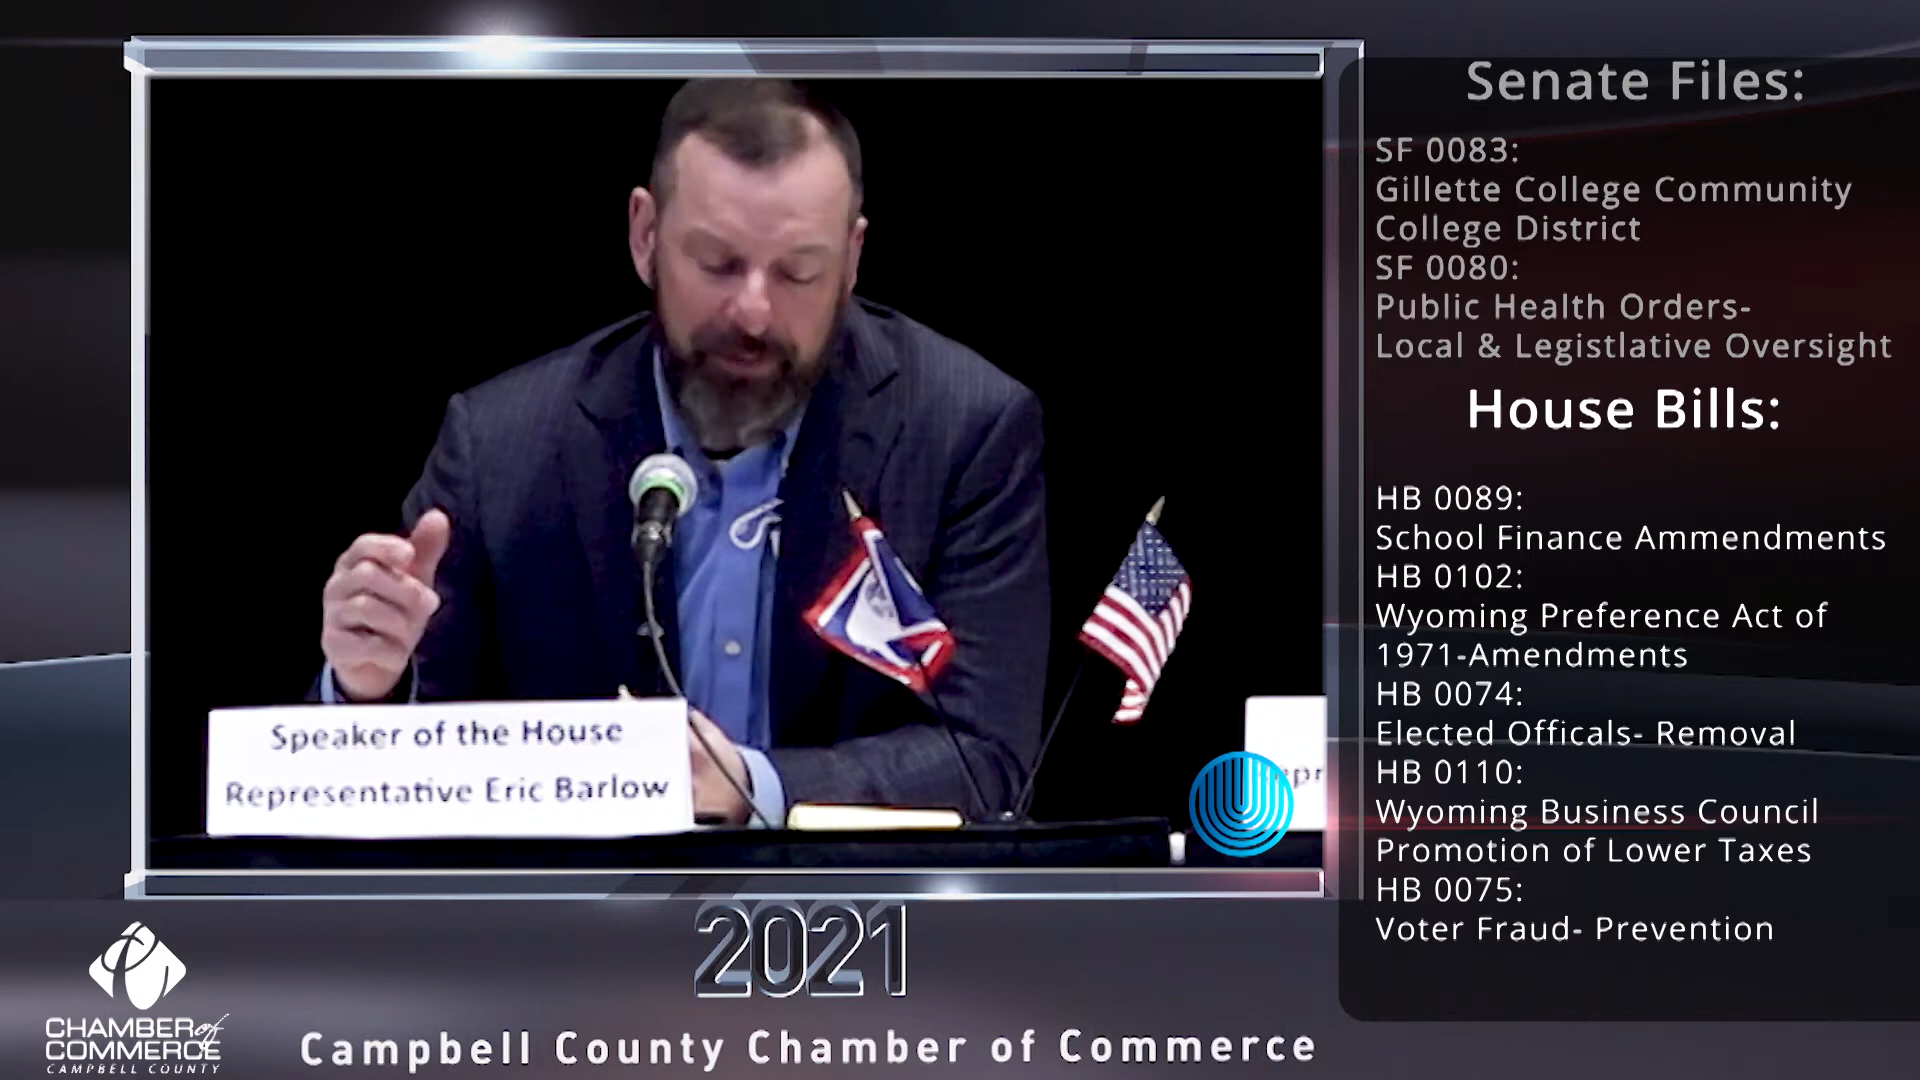 Senate Files:
SF 0083:
Gillette College Community
College District
SF 0080:
Public Health Orders-
Local & Legistlative Oversight
House Bills:
HB 0089:
School Finance Ammendments
HB 0102:
Wyoming Preference Act of
1971-Amendments
HB 0074:
Elected Officals- Removal
HB 0110:
Wyoming Business Council
Promotion of Lower Taxes
HB 0075:
Voter Fraud- Prevention
Speaker of the House
Representative Eric Barlow
2021
Campbell County Chamber of Commerce
CHAMBER of
COMMERCE
CAMPBELL COUNTY